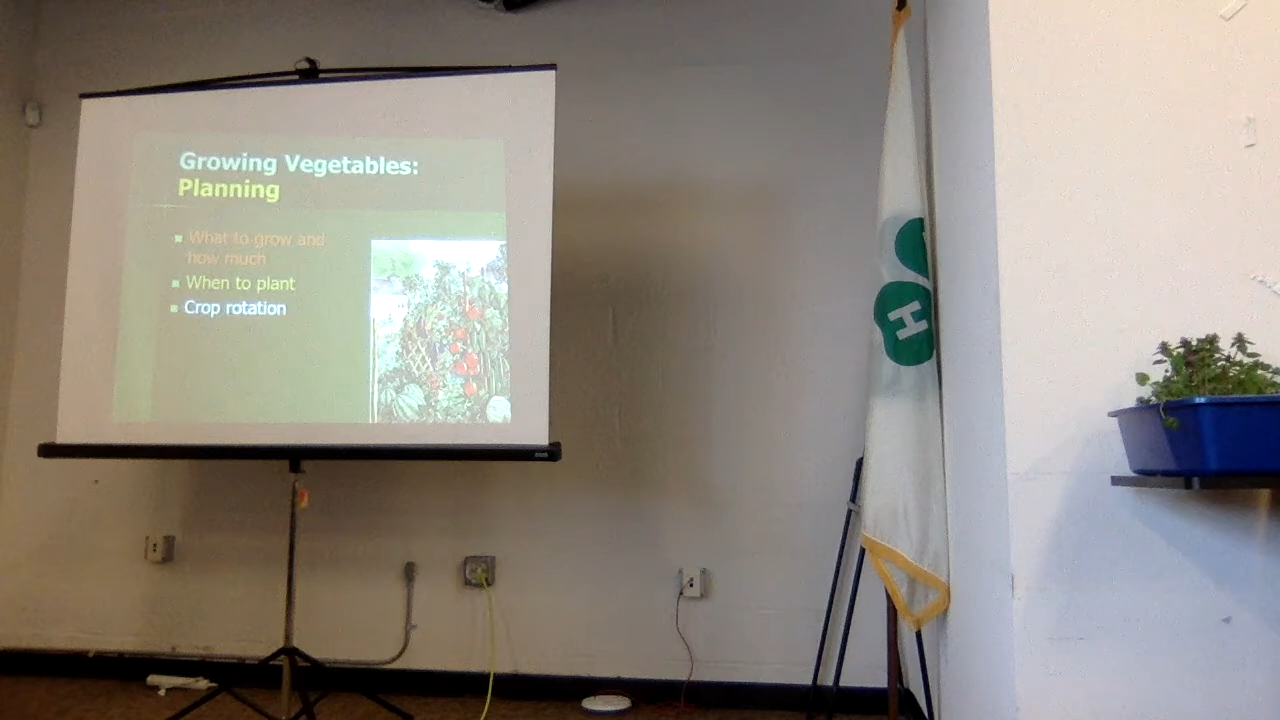 Growing Vegetables:
Planning
What to grow and
how much
When to plant
Crop rotation
H